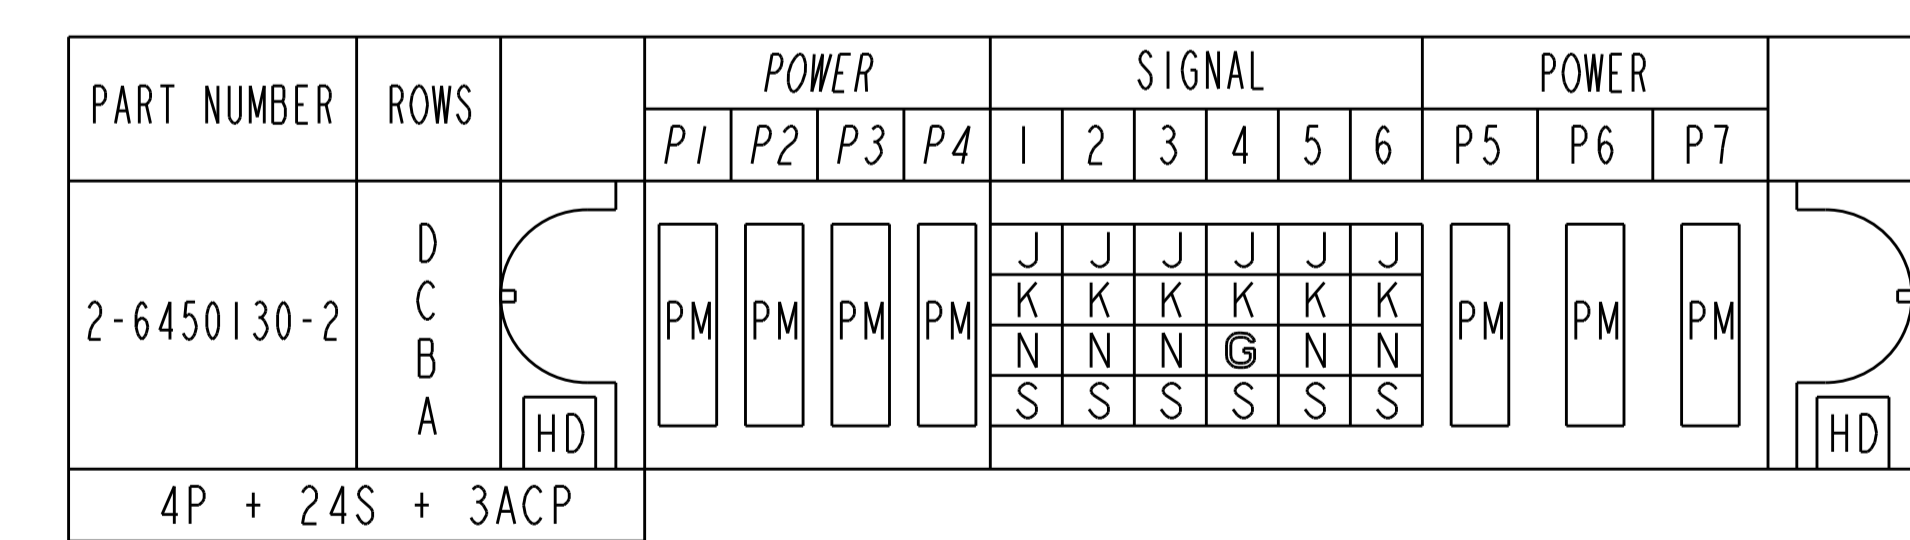 PART NUMBER ROWS POWER SIGNAL POWER
P1 P2 P3 P4 1 2 3 4 5 6 P5 P6 P7
2-6450130-2
D
C
B
A
HD
PM PM PM PM
J J J J J J
K K K K K K
N N N G N N
S S S S S S
PM PM PM
HD
4P + 24S + 3ACP